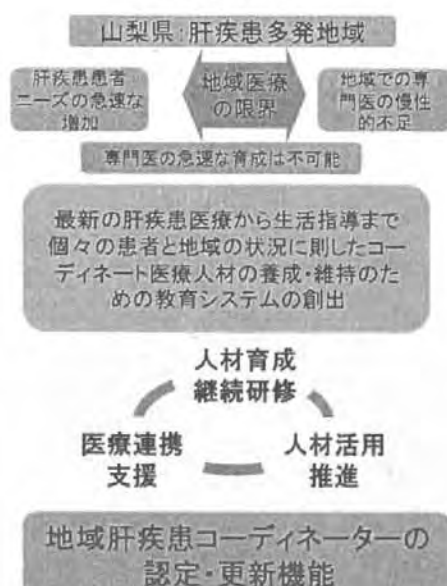 山梨県:肝疾患多発地域
肝疾患患者
ニーズの急速な
増加
地域医療
の限界
地域での専
門医の慢性
的不足
専門医の急速な育成は不可能
最新の肝疾患医療から生活指導まで
個々の患者と地域の状況に則したコー
ディネート医療人材の養成・維持のた
めの教育システムの創出
人材育成
継続研修
医療連携
支援
人材活用
推進
地域肝疾患コーディネーターの
認定・更新機能